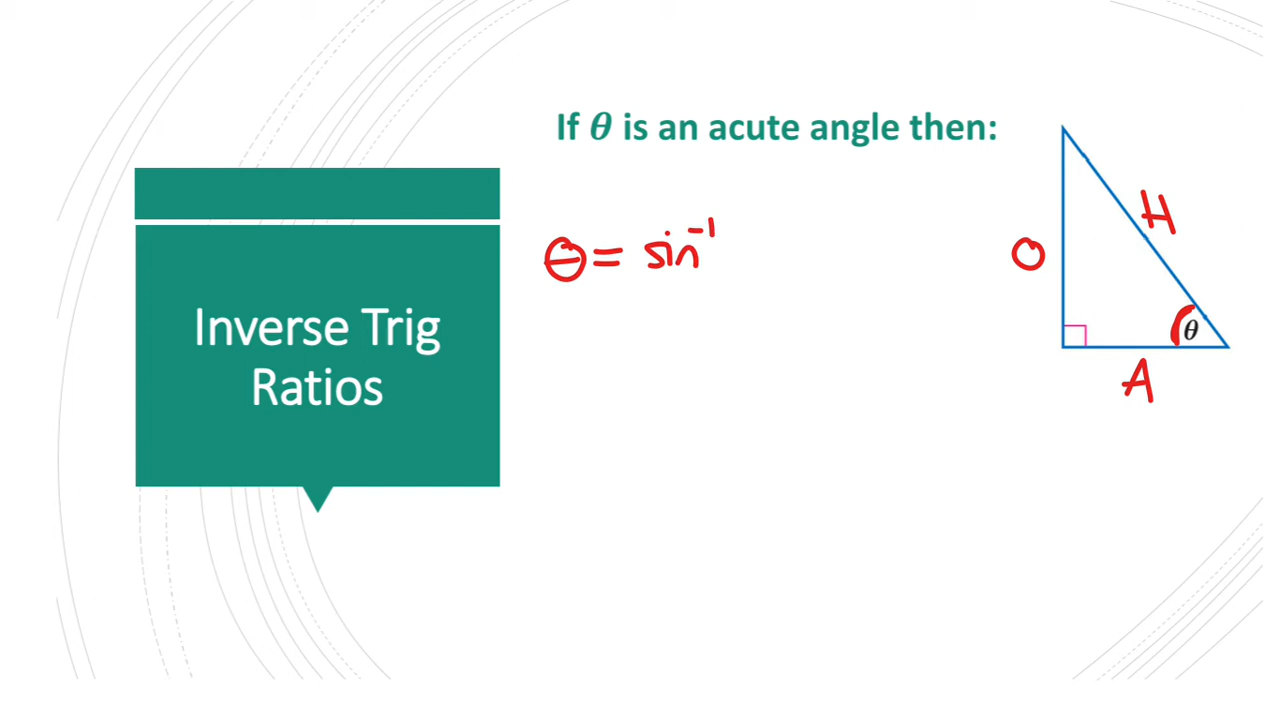 If θ is an acute angle then:
Inverse Trig
Ratios
θ = sin⁻¹
H
O
θ
A